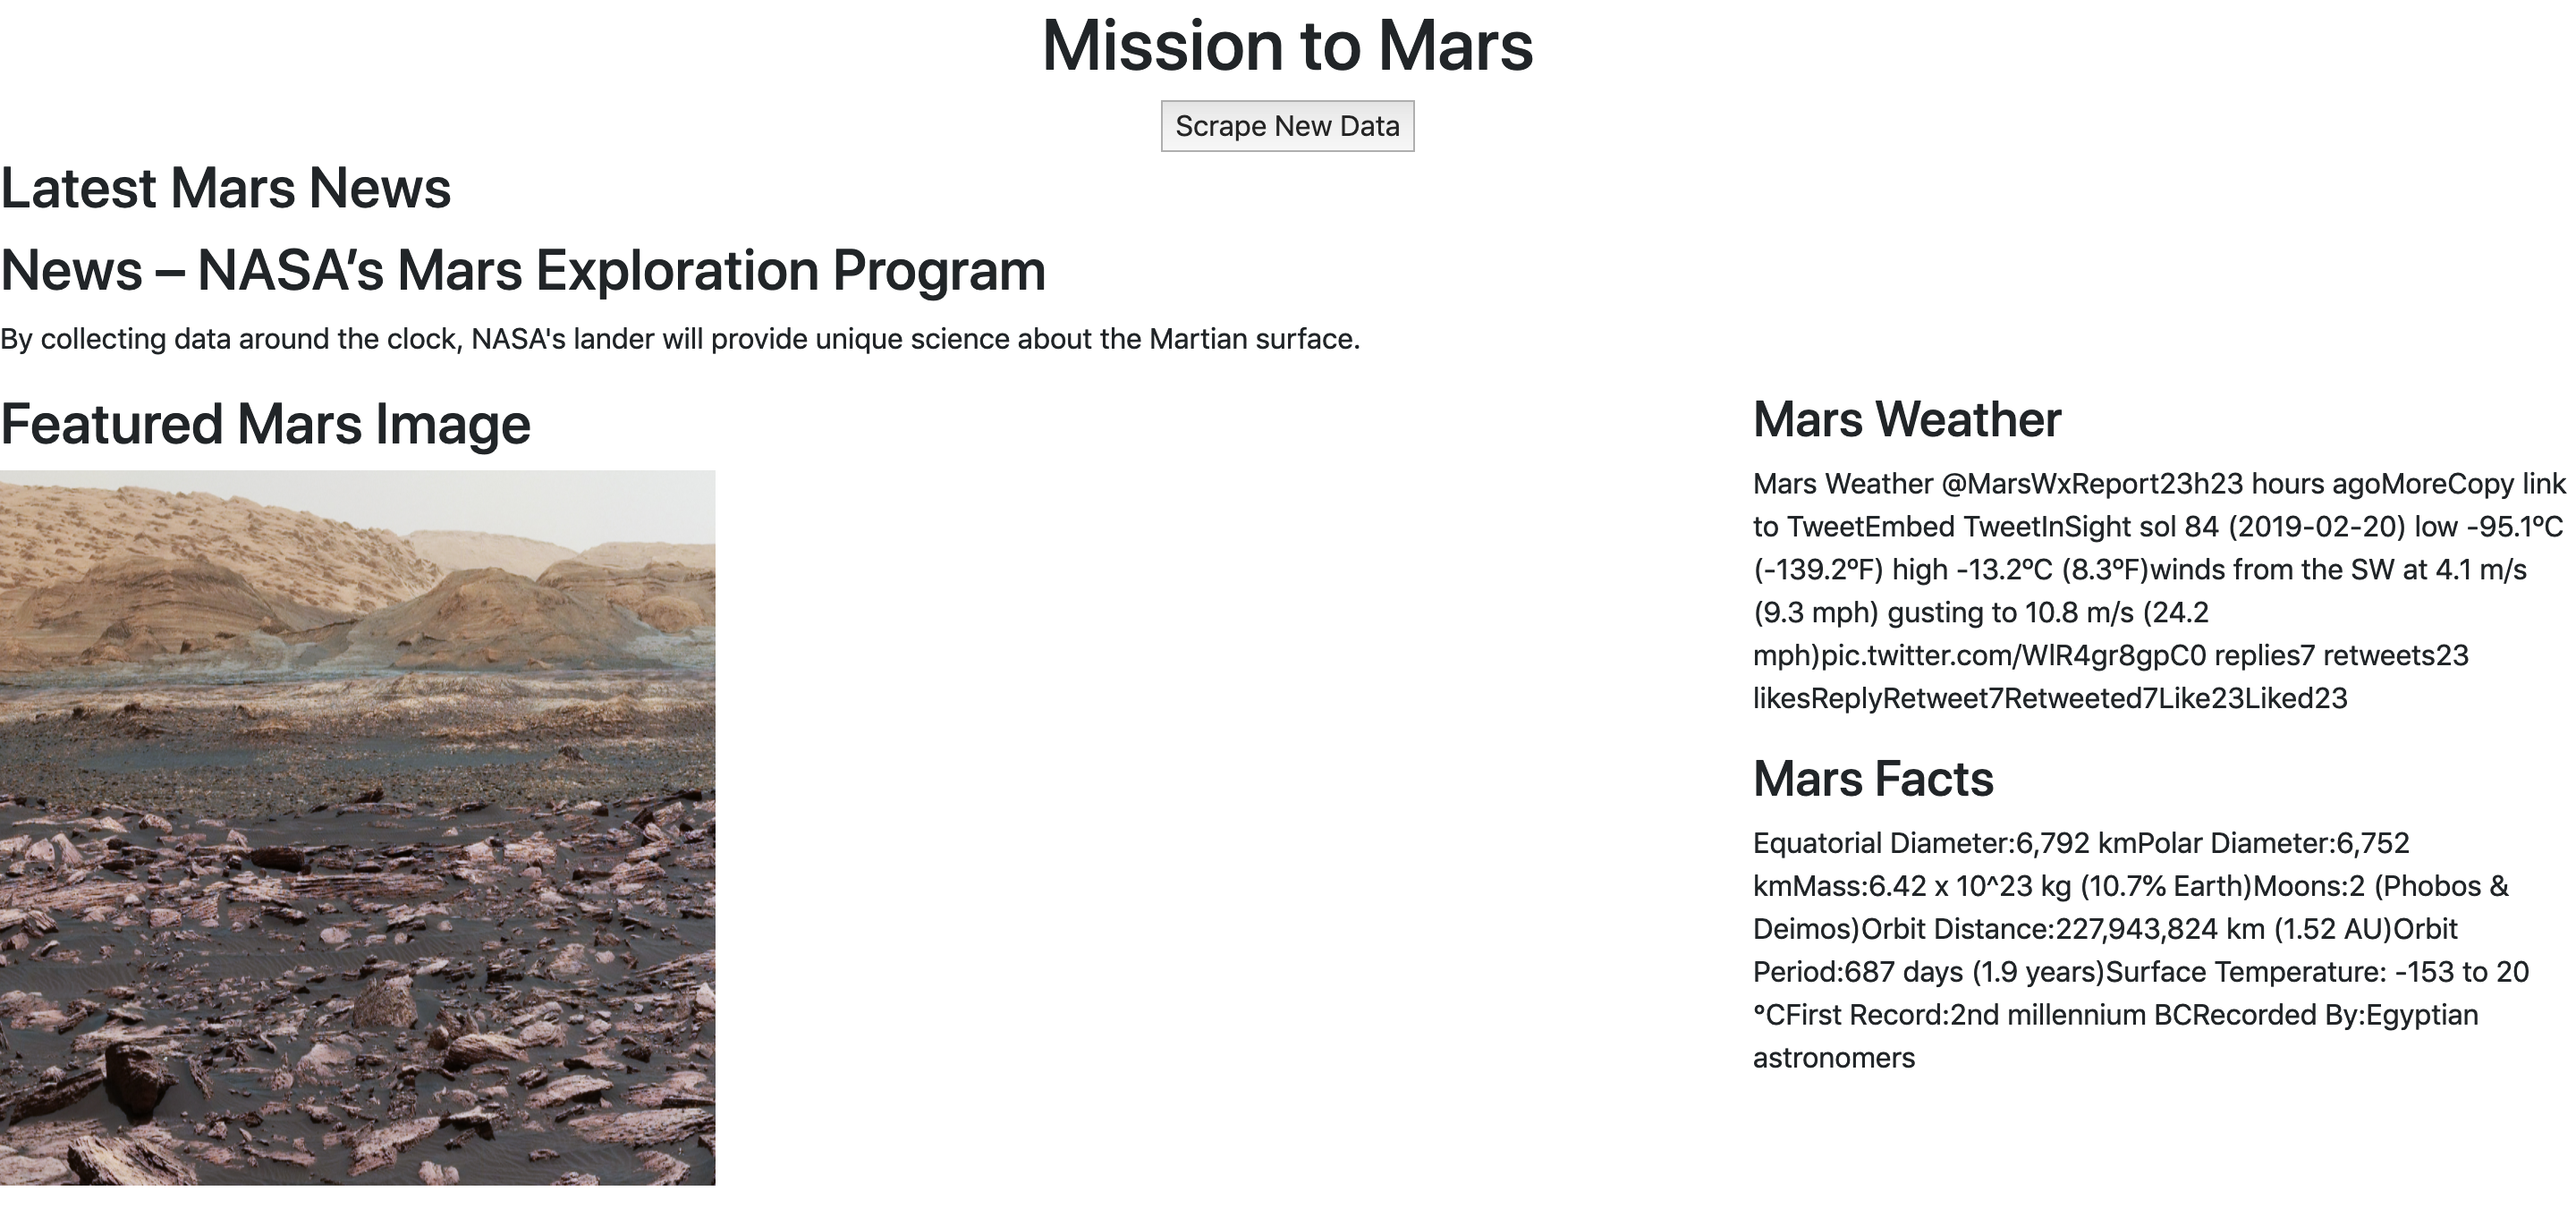 Mission to Mars
Scrape New Data
Latest Mars News
News – NASA’s Mars Exploration Program
By collecting data around the clock, NASA's lander will provide unique science about the Martian surface.
Featured Mars Image
Mars Weather
Mars Weather @MarsWxReport23h23 hours agoMoreCopy link
to TweetEmbed TweetInSight sol 84 (2019-02-20) low -95.1ºC
(-139.2ºF) high -13.2ºC (8.3ºF)winds from the SW at 4.1 m/s
(9.3 mph) gusting to 10.8 m/s (24.2
mph)pic.twitter.com/WlR4gr8gpC0 replies7 retweets23
likesReplyRetweet7Retweeted7Like23Liked23
Mars Facts
Equatorial Diameter:6,792 kmPolar Diameter:6,752
kmMass:6.42 x 10^23 kg (10.7% Earth)Moons:2 (Phobos &
Deimos)Orbit Distance:227,943,824 km (1.52 AU)Orbit
Period:687 days (1.9 years)Surface Temperature: -153 to 20
°CFirst Record:2nd millennium BCRecorded By:Egyptian
astronomers